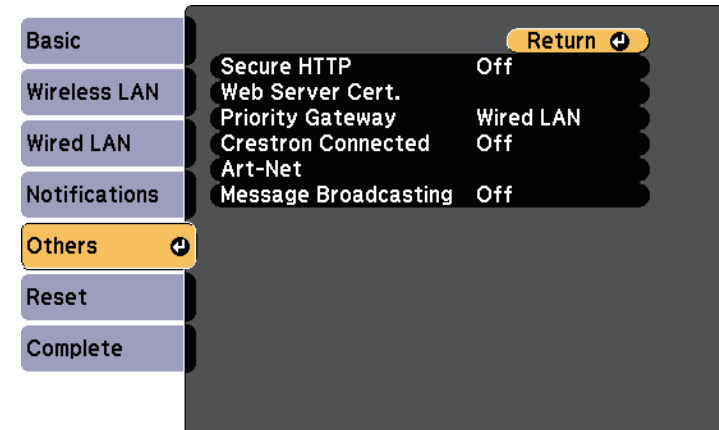 Basic
Wireless LAN
Wired LAN
Notifications
Others
Reset
Complete
Return
Secure HTTP Off
Web Server Cert.
Priority Gateway Wired LAN
Crestron Connected Off
Art-Net
Message Broadcasting Off